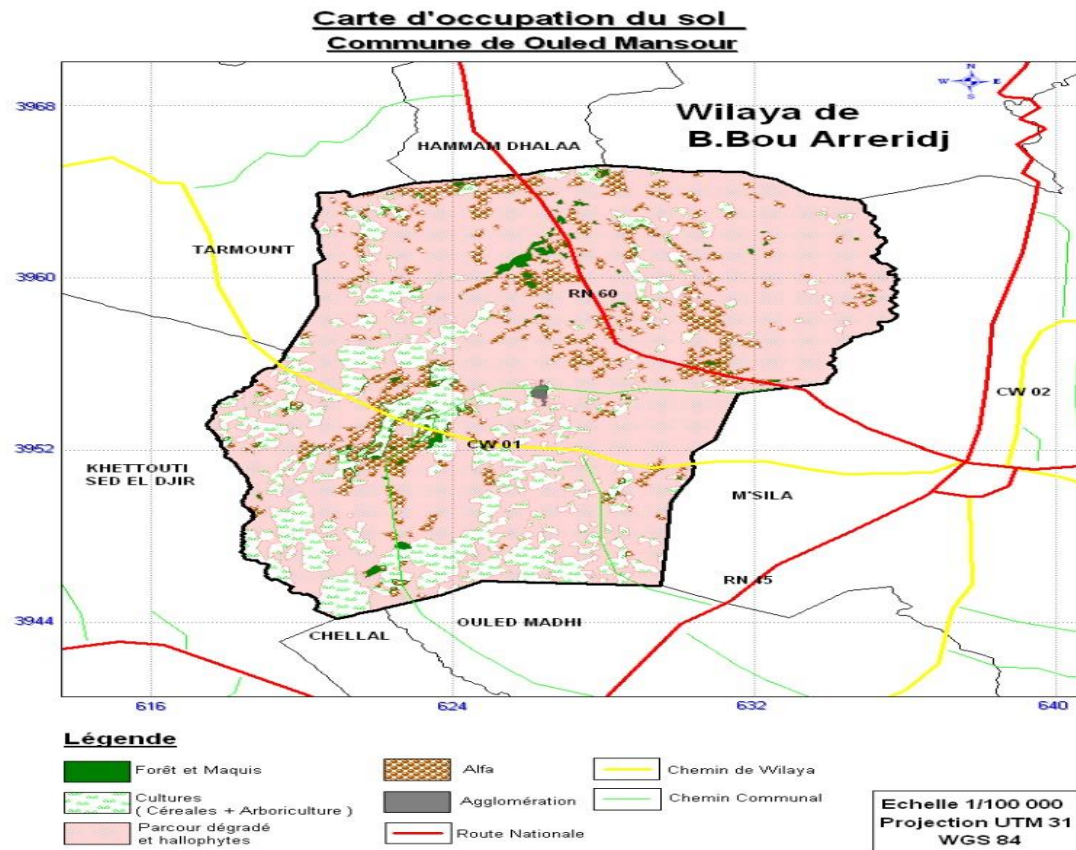 Carte d'occupation du sol
Commune de Ouled Mansour
N
W E
S
3968
Wilaya de
B.Bou Arreridj
HAMMAM DHALAA
TARMOUNT
3960
RN 60
CW 02
3952
CW 01
KHETTOUTI
SED EL DJIR
M'SILA
RN 45
3944
OULED MADHI
CHELLAL
616 624 632 640
Légende
Forêt et Maquis
Alfa
Chemin de Wilaya
Cultures
( Céréales + Arboriculture )
Agglomération
Chemin Communal
Parcour dégradé
et hallophytes
Route Nationale
Echelle 1/100 000
Projection UTM 31
WGS 84